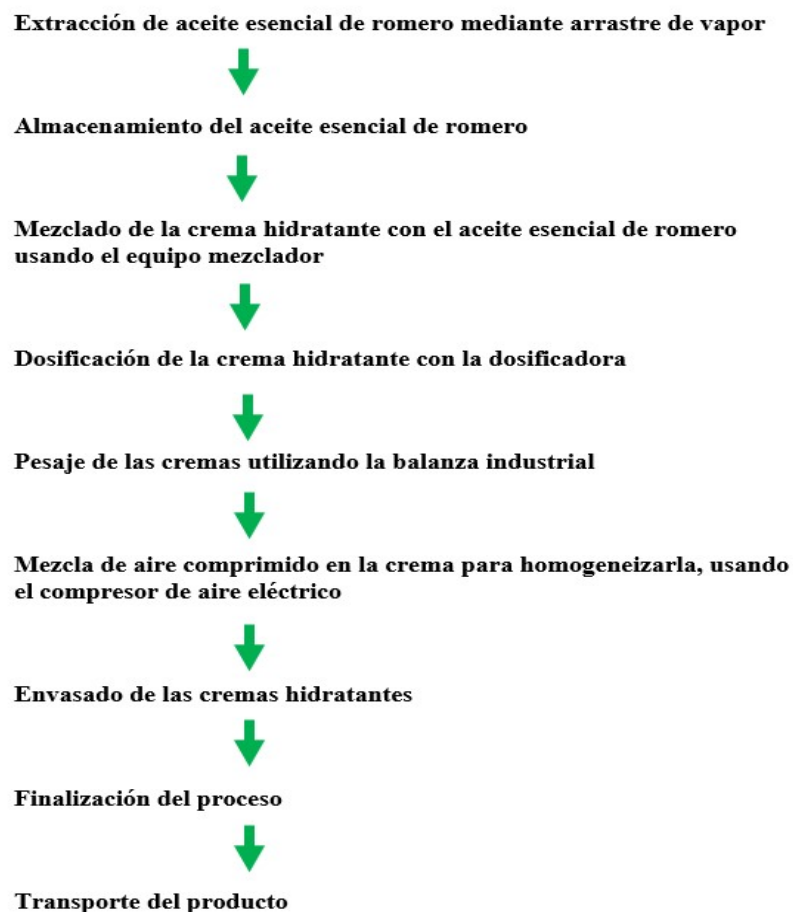 Extracción de aceite esencial de romero mediante arrastre de vapor
Almacenamiento del aceite esencial de romero
Mezclado de la crema hidratante con el aceite esencial de romero
usando el equipo mezclador
Dosificación de la crema hidratante con la dosificadora
Pesaje de las cremas utilizando la balanza industrial
Mezcla de aire comprimido en la crema para homogeneizarla, usando
el compresor de aire eléctrico
Envasado de las cremas hidratantes
Finalización del proceso
Transporte del producto